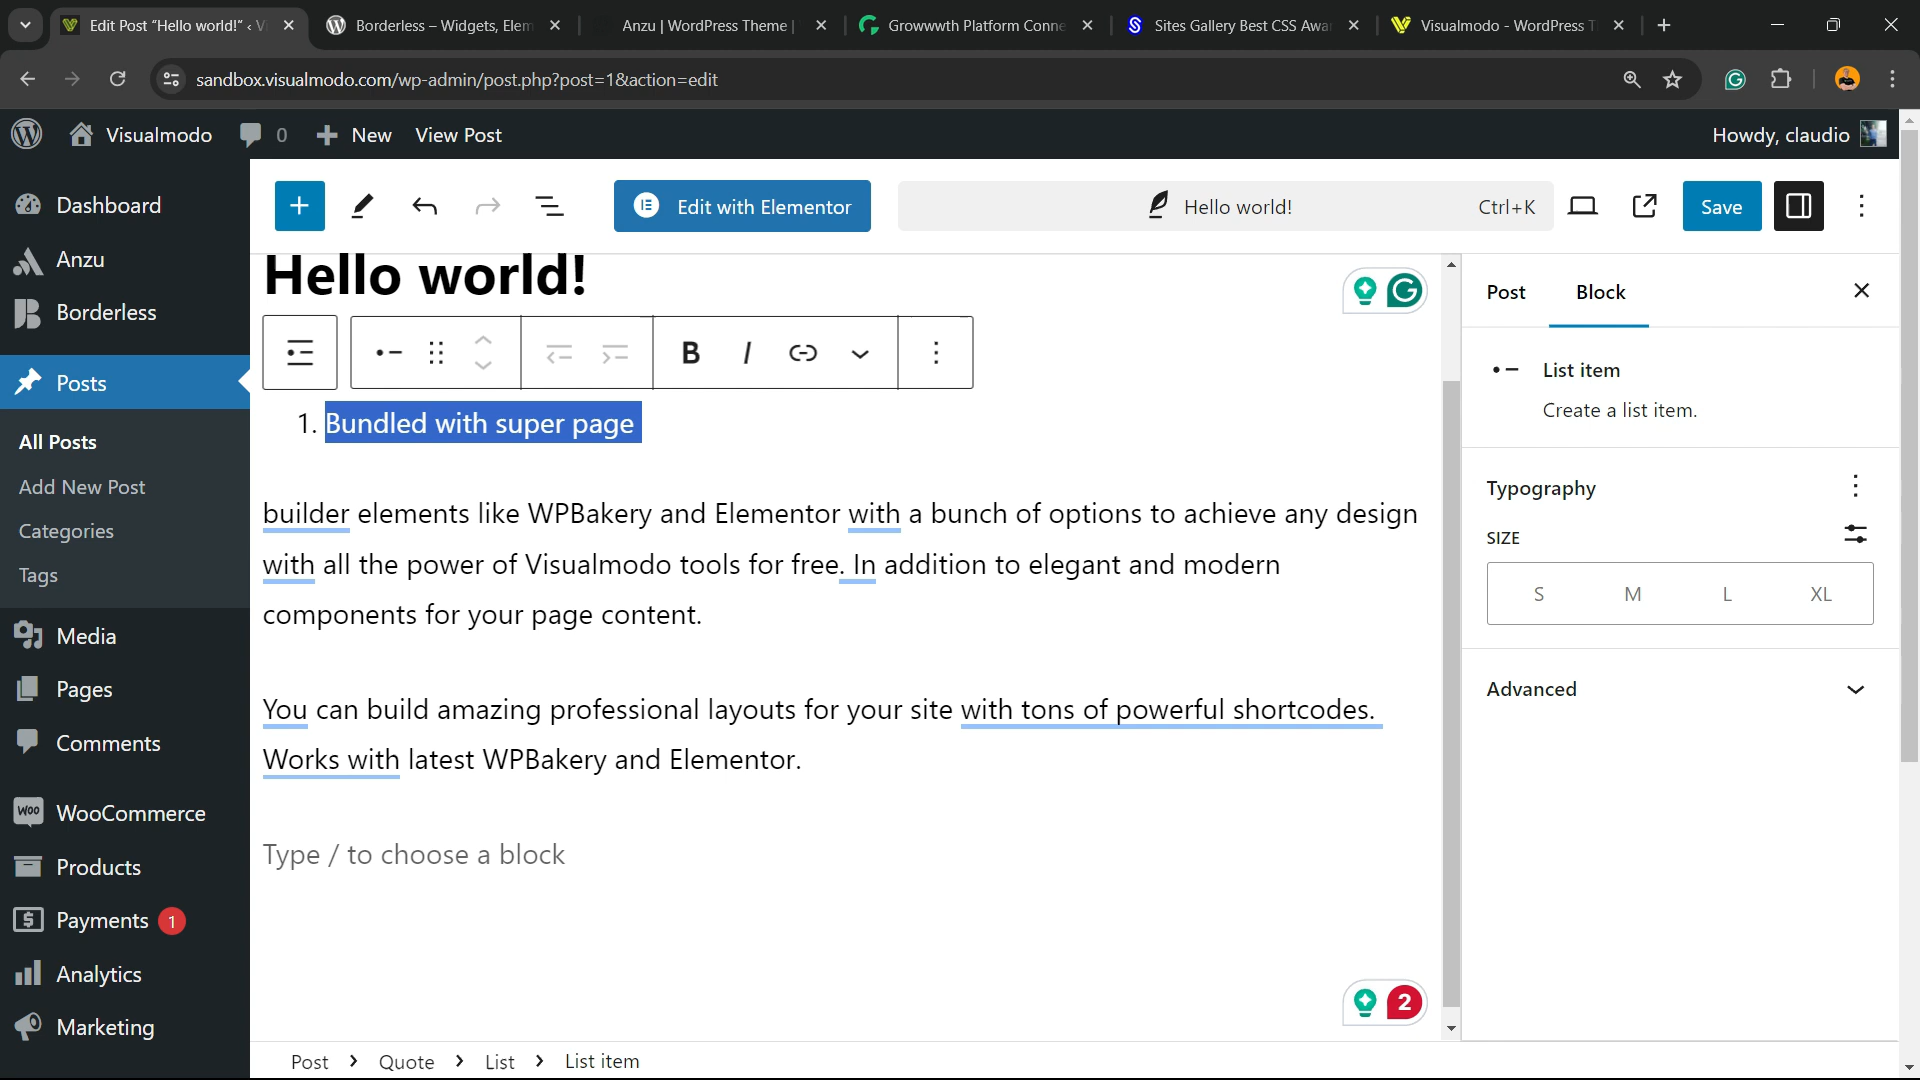 Edit Post “Hello world!” ‹ V
Borderless – Widgets, Elem
Anzu | WordPress Theme |
Growwwth Platform Conne
Sites Gallery Best CSS Awa
Visualmodo - WordPress T
sandbox.visualmodo.com/wp-admin/post.php?post=1&action=edit
Visualmodo
0
New
View Post
Howdy, claudio
Dashboard
Anzu
Borderless
Posts
All Posts
Add New Post
Categories
Tags
Media
Pages
Comments
WooCommerce
Products
Payments 1
Analytics
Marketing
Edit with Elementor
Hello world!
Ctrl+K
Save
Hello world!
B I
1. Bundled with super page
builder elements like WPBakery and Elementor with a bunch of options to achieve any design
with all the power of Visualmodo tools for free. In addition to elegant and modern
components for your page content.
You can build amazing professional layouts for your site with tons of powerful shortcodes.
Works with latest WPBakery and Elementor.
Type / to choose a block
2
Post
Block
List item
Create a list item.
Typography
SIZE
S M L XL
Advanced
Post › Quote › List › List item